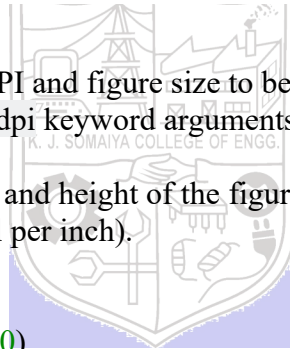 PI and figure size to be
dpi keyword arguments
K. J. SOMAIYA COLLEGE OF ENGG.
and height of the figur
per inch).
0)